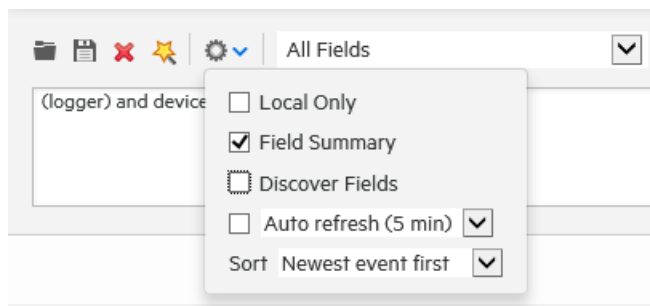 All Fields
(logger) and device
Local Only
Field Summary
Discover Fields
Auto refresh (5 min)
Sort Newest event first